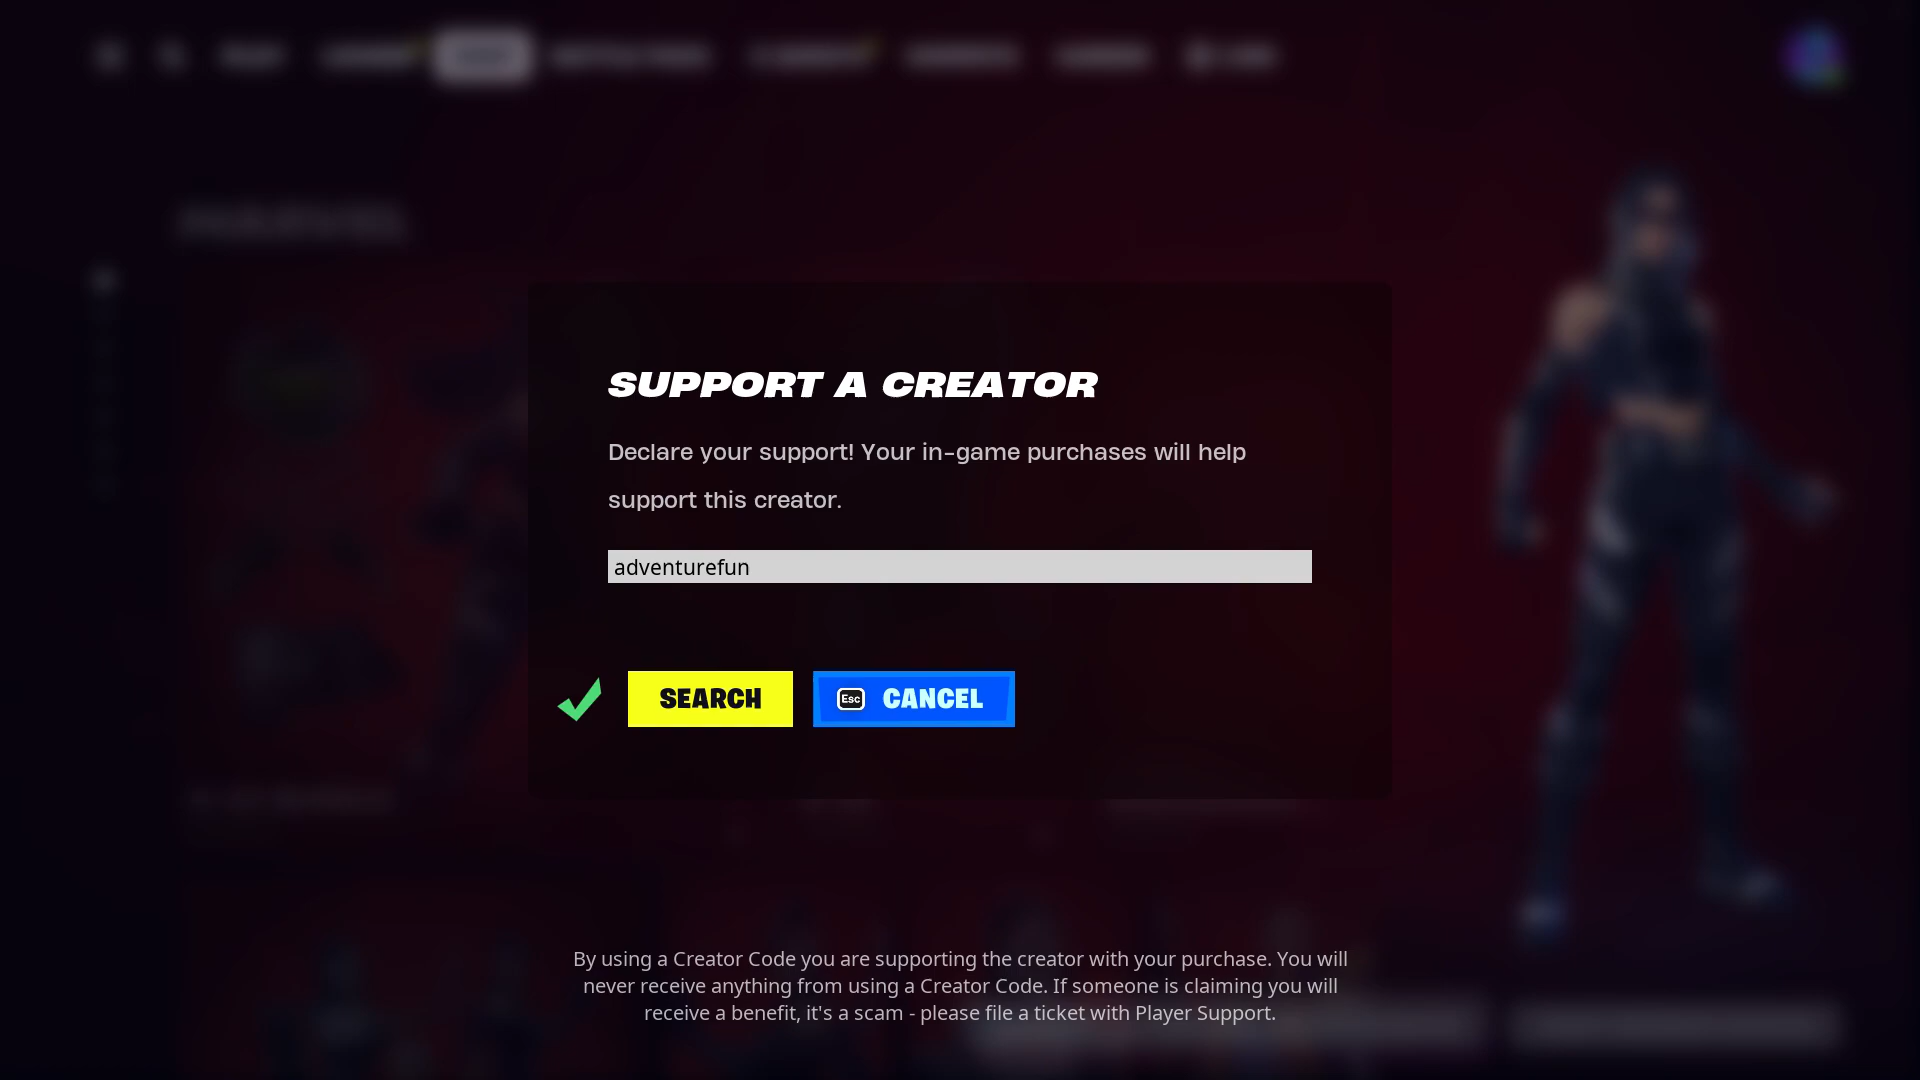 SUPPORT A CREATOR
Declare your support! Your in-game purchases will help
support this creator.
adventurefun
SEARCH
Esc CANCEL
By using a Creator Code you are supporting the creator with your purchase. You will
never receive anything from using a Creator Code. If someone is claiming you will
receive a benefit, it's a scam - please file a ticket with Player Support.